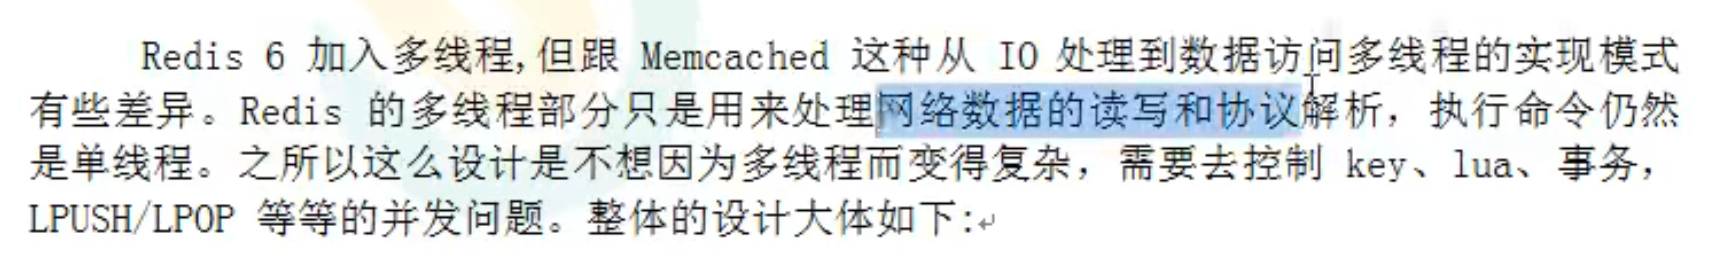 Redis 6 加入多线程,但跟 Memcached 这种从 IO 处理到数据访问多线程的实现模式
有些差异。Redis 的多线程部分只是用来处理网络数据的读写和协议解析，执行命令仍然
是单线程。之所以这么设计是不想因为多线程而变得复杂，需要去控制 key、lua、事务，
LPUSH/LPOP 等等的并发问题。整体的设计大体如下: